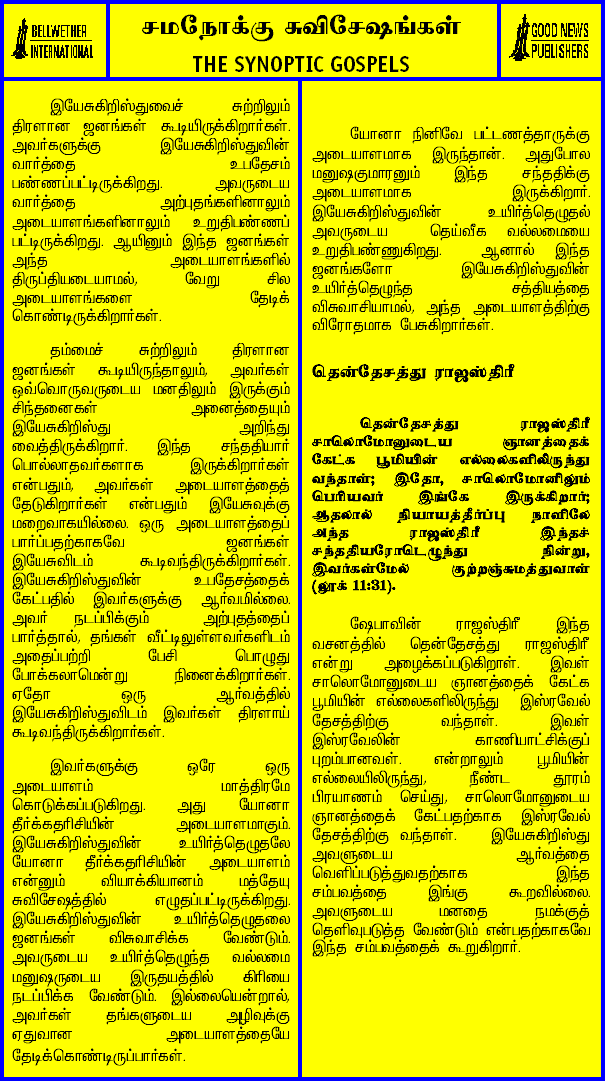 BELLWETHER
INTERNATIONAL
சமநோக்கு சுவிசேஷங்கள்
THE SYNOPTIC GOSPELS
GOOD NEWS
PUBLISHERS
இயேசுகிறிஸ்துவைச் சுற்றிலும்
திரளான ஜனங்கள் கூடியிருக்கிறார்கள்.
அவர்களுக்கு இயேசுகிறிஸ்துவின்
வார்த்தை உபதேசம்
பண்ணப்பட்டிருக்கிறது. அவருடைய
வார்த்தை அற்புதங்களினாலும்
அடையாளங்களினாலும் உறுதிபண்ணப்
பட்டிருக்கிறது. ஆயினும் இந்த ஜனங்கள்
அந்த அடையாளங்களில்
திருப்தியடையாமல், வேறு சில
அடையாளங்களை தேடிக்
கொண்டிருக்கிறார்கள்.
தம்மைச் சுற்றிலும் திரளான
ஜனங்கள் கூடியிருந்தாலும், அவர்கள்
ஒவ்வொருவருடைய மனதிலும் இருக்கும்
சிந்தனைகள் அனைத்தையும்
இயேசுகிறிஸ்து அறிந்து
வைத்திருக்கிறார். இந்த சந்ததியார்
பொல்லாதவர்களாக இருக்கிறார்கள்
என்பதும், அவர்கள் அடையாளத்தைத்
தேடுகிறார்கள் என்பதும் இயேசுவுக்கு
மறைவாகயில்லை. ஒரு அடையாளத்தைப்
பார்ப்பதற்காகவே ஜனங்கள்
இயேசுவிடம் கூடிவந்திருக்கிறார்கள்.
இயேசுகிறிஸ்துவின் உபதேசத்தைக்
கேட்பதில் இவர்களுக்கு ஆர்வமில்லை.
அவர் நடப்பிக்கும் அற்புதத்தைப்
பார்த்தால், தங்கள் வீட்டிலுள்ளவர்களிடம்
அதைப்பற்றி பேசி பொழுது
போக்கலாமென்று நினைக்கிறார்கள்.
ஏதோ ஒரு ஆர்வத்தில்
இயேசுகிறிஸ்துவிடம் இவர்கள் திரளாய்
கூடிவந்திருக்கிறார்கள்.
இவர்களுக்கு ஒரே ஒரு
அடையாளம் மாத்திரமே
கொடுக்கப்படுகிறது. அது யோனா
தீர்க்கதரிசியின் அடையாளமாகும்.
இயேசுகிறிஸ்துவின் உயிர்த்தெழுதலே
யோனா தீர்க்கதரிசியின் அடையாளம்
என்னும் வியாக்கியானம் மத்தேயு
சுவிசேஷத்தில் எழுதப்பட்டிருக்கிறது.
இயேசுகிறிஸ்துவின் உயிர்த்தெழுதலை
ஜனங்கள் விசுவாசிக்க வேண்டும்.
அவருடைய உயிர்த்தெழுந்த வல்லமை
மனுஷருடைய இருதயத்தில் கிரியை
நடப்பிக்க வேண்டும். இல்லையென்றால்,
அவர்கள் தங்களுடைய அழிவுக்கு
ஏதுவான அடையாளத்தையே
தேடிக்கொண்டிருப்பார்கள்.
யோனா நினிவே பட்டணத்தாருக்கு
அடையாளமாக இருந்தான். அதுபோல
மனுஷகுமாரனும் இந்த சந்ததிக்கு
அடையாளமாக இருக்கிறார்.
இயேசுகிறிஸ்துவின் உயிர்த்தெழுதல்
அவருடைய தெய்வீக வல்லமையை
உறுதிபண்ணுகிறது. ஆனால் இந்த
ஜனங்களோ இயேசுகிறிஸ்துவின்
உயிர்த்தெழுந்த சத்தியத்தை
விசுவாசியாமல், அந்த அடையாளத்திற்கு
விரோதமாக பேசுகிறார்கள்.
தென்தேசத்து ராஜஸ்திரீ
தென்தேசத்து ராஜஸ்திரீ
சாலொமோனுடைய ஞானத்தைக்
கேட்க பூமியின் எல்லைகளிலிருந்து
வந்தாள்; இதோ, சாலொமோனிலும்
பெரியவர் இங்கே இருக்கிறார்;
ஆதலால் நியாயத்தீர்ப்பு நாளிலே
அந்த ராஜஸ்திரீ இந்தச்
சந்ததியரோடெழுந்து நின்று,
இவர்கள்மேல் குற்றஞ்சுமத்துவாள்
(லூக் 11:31).
ஷேபாவின் ராஜஸ்திரீ இந்த
வசனத்தில் தென்தேசத்து ராஜஸ்திரீ
என்று அழைக்கப்படுகிறாள். இவள்
சாலொமோனுடைய ஞானத்தைக் கேட்க
பூமியின் எல்லைகளிலிருந்து இஸ்ரவேல்
தேசத்திற்கு வந்தாள். இவள்
இஸ்ரவேலின் காணியாட்சிக்குப்
புறம்பானவள். என்றாலும் பூமியின்
எல்லையிலிருந்து, நீண்ட தூரம்
பிரயாணம் செய்து, சாலொமோனுடைய
ஞானத்தைக் கேட்பதற்காக இஸ்ரவேல்
தேசத்திற்கு வந்தாள். இயேசுகிறிஸ்து
அவளுடைய ஆர்வத்தை
வெளிப்படுத்துவதற்காக இந்த
சம்பவத்தை இங்கு கூறவில்லை.
அவளுடைய மனதை நமக்குத்
தெளிவுபடுத்த வேண்டும் என்பதற்காகவே
இந்த சம்பவத்தைக் கூறுகிறார்.